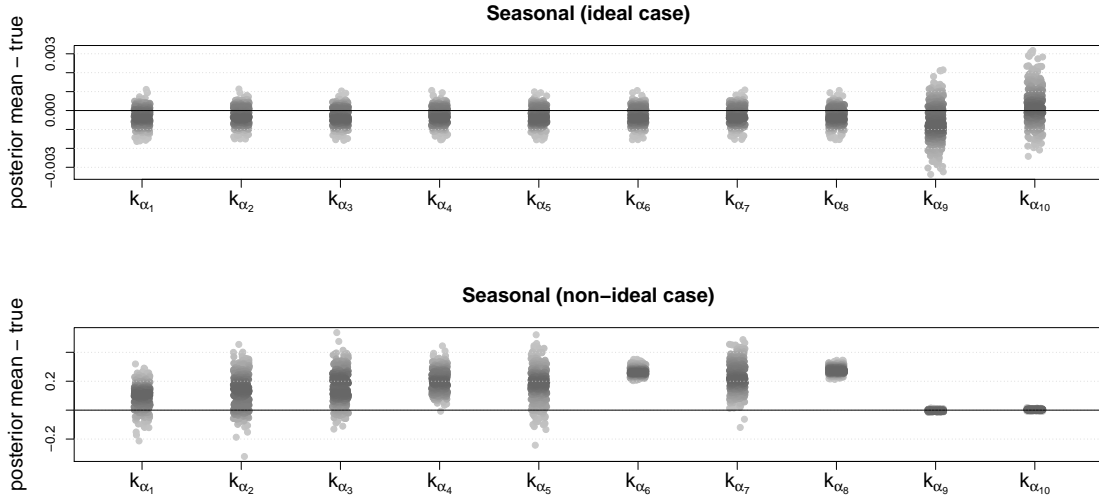 Seasonal (ideal case)
posterior mean − true
0.003
0.000
−0.003
kα1 kα2 kα3 kα4 kα5 kα6 kα7 kα8 kα9 kα10
Seasonal (non−ideal case)
posterior mean − true
0.2
−0.2
kα1 kα2 kα3 kα4 kα5 kα6 kα7 kα8 kα9 kα10